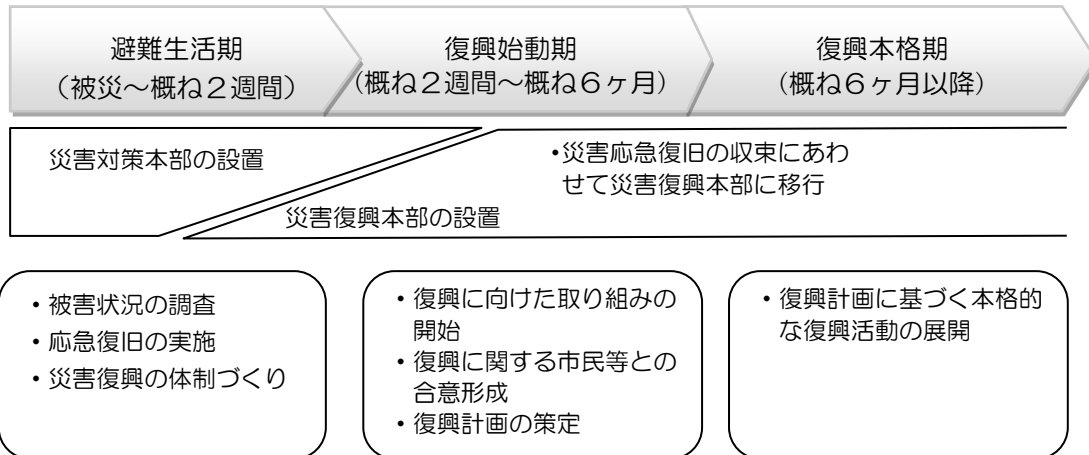 避難生活期
（被災～概ね２週間）
復興始動期
（概ね２週間～概ね６ヶ月）
復興本格期
（概ね６ヶ月以降）
災害対策本部の設置
・災害応急復旧の収束にあわ
せて災害復興本部に移行
災害復興本部の設置
・被害状況の調査
・応急復旧の実施
・災害復興の体制づくり
・復興に向けた取り組みの
開始
・復興に関する市民等との
合意形成
・復興計画の策定
・復興計画に基づく本格的
な復興活動の展開